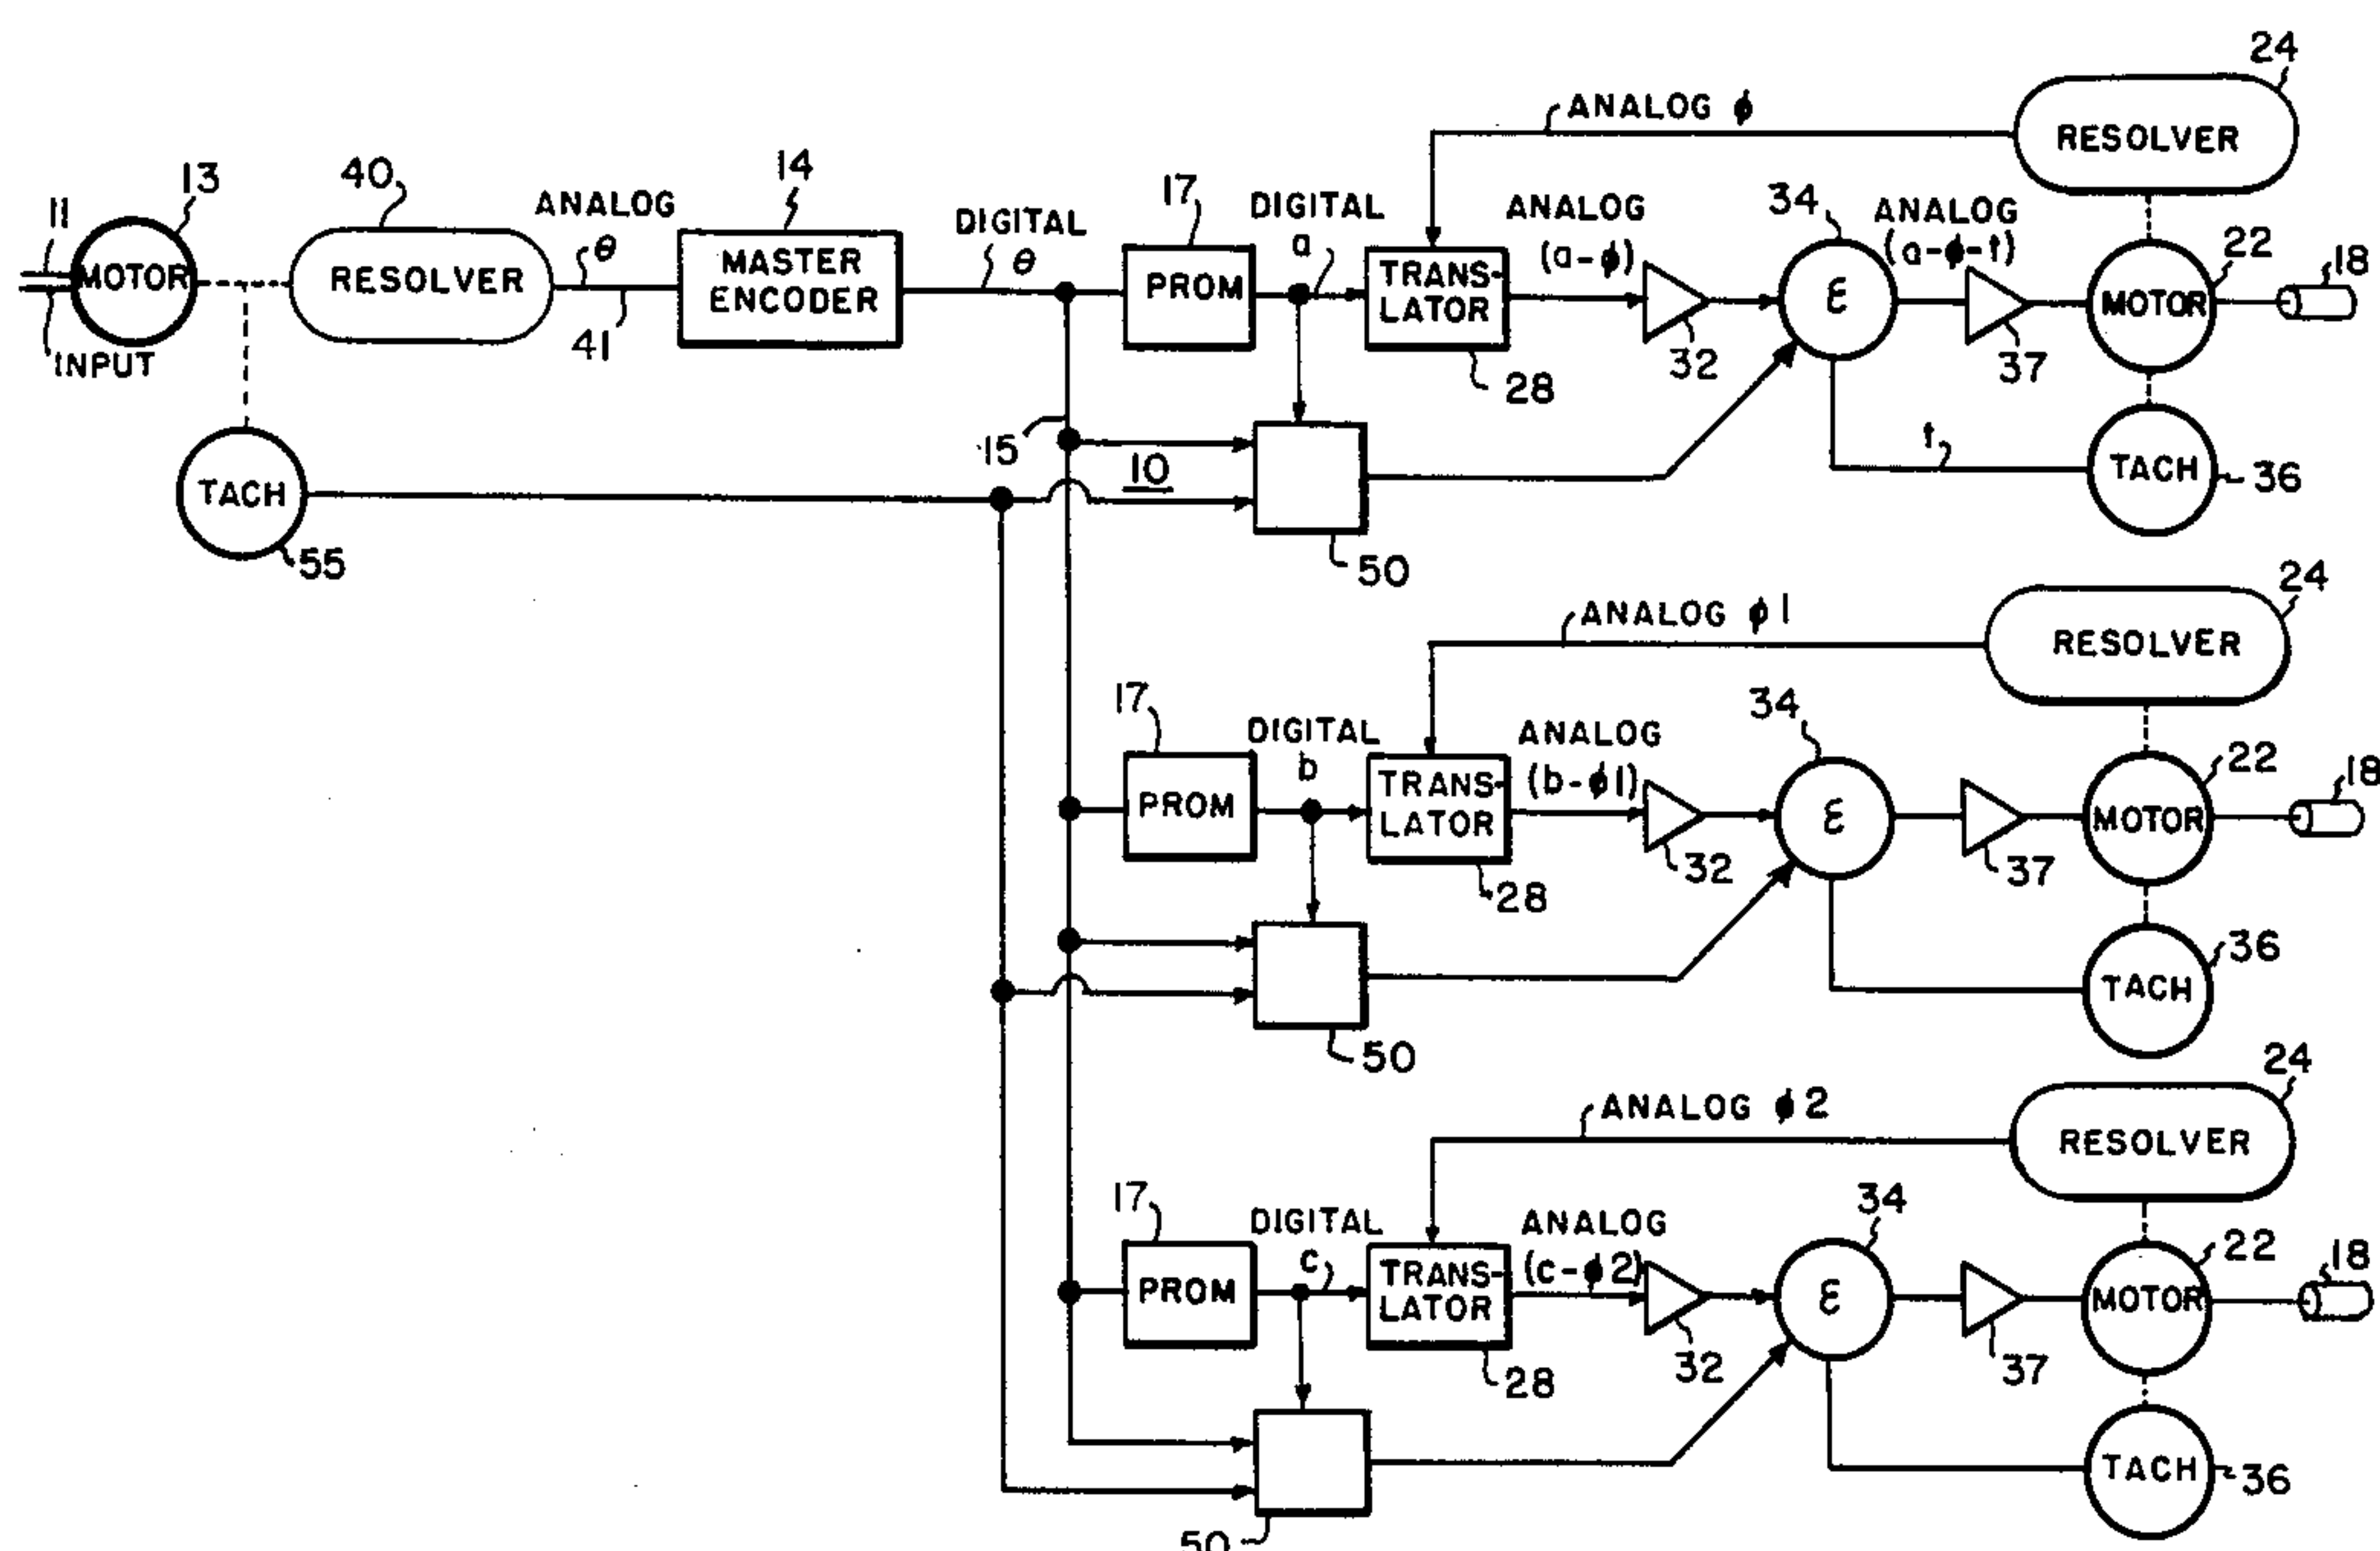 11
INPUT
MOTOR
13
40
RESOLVER
ANALOG
θ
41
14
MASTER
ENCODER
DIGITAL
θ
TACH
55
15
10
17
PROM
DIGITAL
a
TRANS-
LATOR
28
ANALOG ϕ
ANALOG
(a-ϕ)
32
34
Ɛ
ANALOG
(a-ϕ-t)
37
24
RESOLVER
MOTOR
22
18
t
TACH
36
50
17
PROM
DIGITAL
b
TRANS-
LATOR
28
ANALOG ϕ1
ANALOG
(b-ϕ1)
32
34
Ɛ
37
24
RESOLVER
MOTOR
22
18
TACH
36
50
17
PROM
DIGITAL
c
TRANS-
LATOR
28
ANALOG ϕ2
ANALOG
(c-ϕ2)
32
34
Ɛ
37
24
RESOLVER
MOTOR
22
18
TACH
36
50